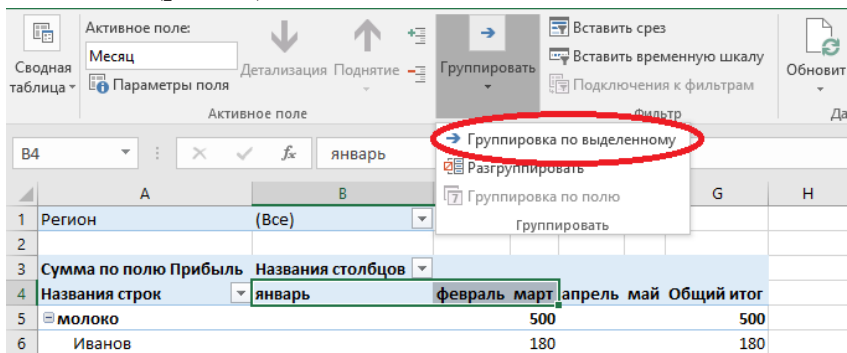 Активное поле:
Месяц
Сводная таблица
Параметры поля
Детализация Поднятие
Активное поле
Группировать
Вставить срез
Вставить временную шкалу
Подключения к фильтрам
Фильтр
Обновит
Да
Группировка по выделенному
Разгруппировать
7 Группировка по полю
Группировать
B4 fx январь
A B G H
1 Регион (Все)
2
3 Сумма по полю Прибыль Названия столбцов
4 Названия строк январь февраль март апрель май Общий итог
5 молоко 500 500
6 Иванов 180 180